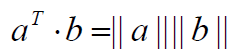 a^T · b = || a || || b ||